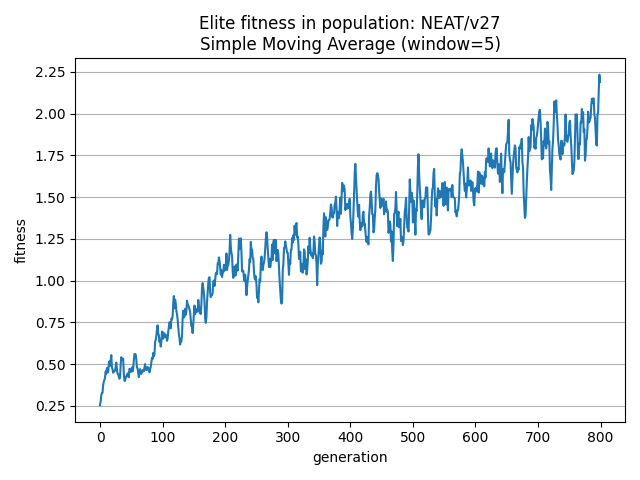 Elite fitness in population: NEAT/v27
Simple Moving Average (window=5)
2.25
2.00
1.75
1.50
1.25
1.00
0.75
0.50
0.25
fitness
0 100 200 300 400 500 600 700 800
generation